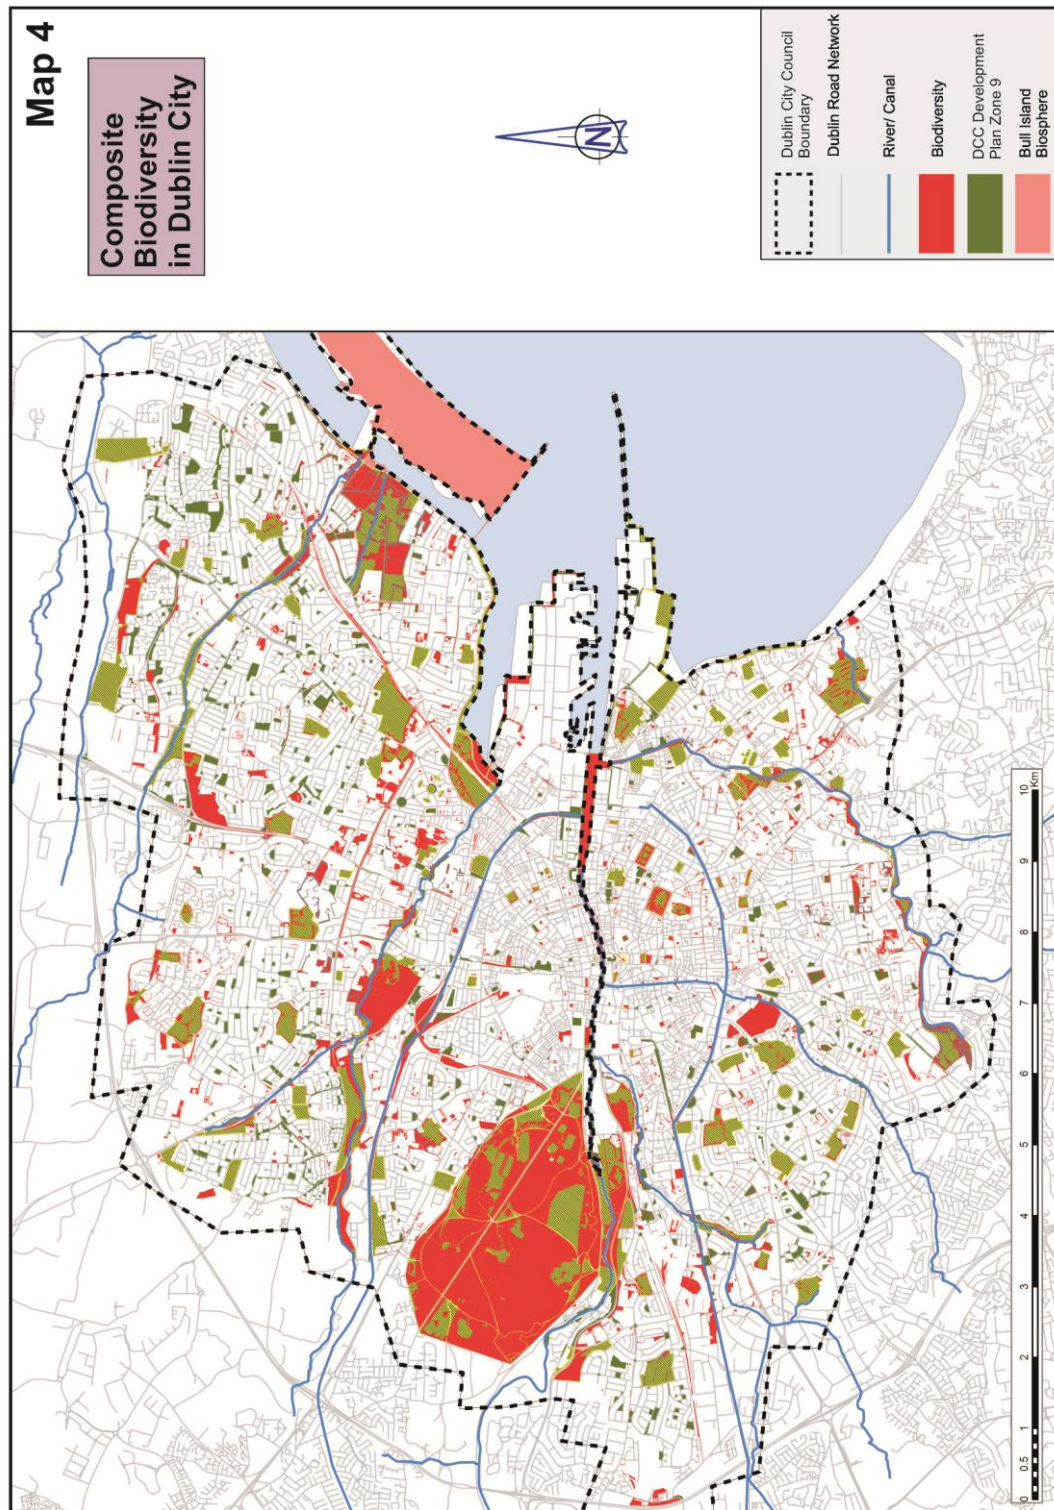 Map 4
Composite
Biodiversity
in Dublin City
N
Dublin City Council
Boundary
Dublin Road Network
River/ Canal
Biodiversity
DCC Development
Plan Zone 9
Bull Island
Biosphere
0 0.5 1 2 3 4 5 6 7 8 9 10
Km